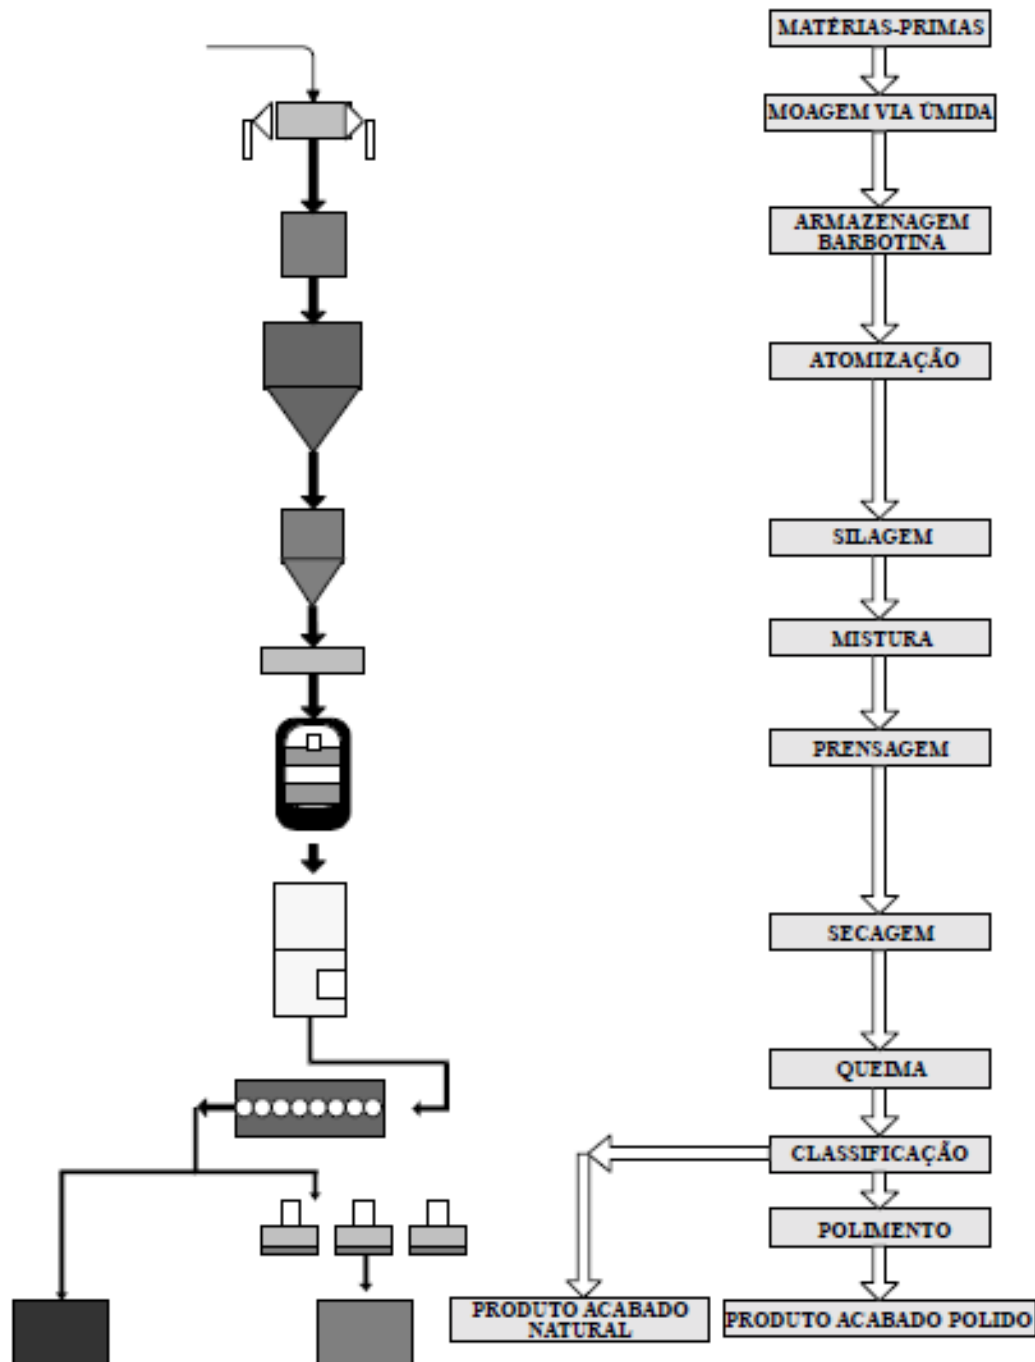 MATÉRIAS-PRIMAS
MOAGEM VIA ÚMIDA
ARMAZENAGEM
BARBOTINA
ATOMIZAÇÃO
SILAGEM
MISTURA
PRENSAGEM
SECAGEM
QUEIMA
CLASSIFICAÇÃO
POLIMENTO
PRODUTO ACABADO
NATURAL
PRODUTO ACABADO POLIDO